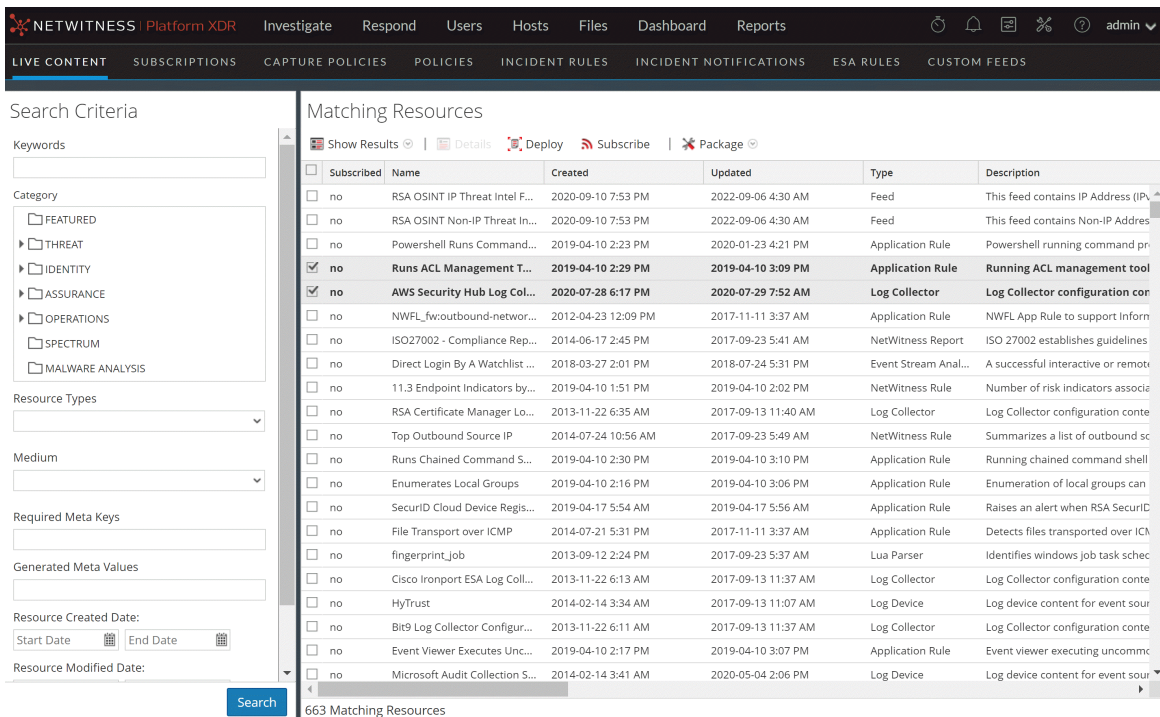 NETWITNESS Platform XDR Investigate Respond Users Hosts Files Dashboard Reports admin
LIVE CONTENT SUBSCRIPTIONS CAPTURE POLICIES POLICIES INCIDENT RULES INCIDENT NOTIFICATIONS ESA RULES CUSTOM FEEDS
Search Criteria
Keywords
Category
FEATURED
THREAT
IDENTITY
ASSURANCE
OPERATIONS
SPECTRUM
MALWARE ANALYSIS
Resource Types
Medium
Required Meta Keys
Generated Meta Values
Resource Created Date:
Start Date End Date
Resource Modified Date:
Search
Matching Resources
Show Results Details Deploy Subscribe Package
Subscribed Name Created Updated Type Description
no RSA OSINT IP Threat Intel F... 2020-09-10 7:53 PM 2022-09-06 4:30 AM Feed This feed contains IP Address (IPv
no RSA OSINT Non-IP Threat In... 2020-09-10 7:53 PM 2022-09-06 4:30 AM Feed This feed contains Non-IP Addres
no Powershell Runs Command... 2019-04-10 2:23 PM 2020-01-23 4:21 PM Application Rule Powershell running command pr
no Runs ACL Management T... 2019-04-10 2:29 PM 2019-04-10 3:09 PM Application Rule Running ACL management tool
no AWS Security Hub Log Col... 2020-07-28 6:17 PM 2020-07-29 7:52 AM Log Collector Log Collector configuration con
no NWFL_fw:outbound-networ... 2012-04-23 12:09 PM 2017-11-11 3:37 AM Application Rule NWFL App Rule to support Inform
no ISO27002 - Compliance Rep... 2014-06-17 2:45 PM 2017-09-23 5:41 AM NetWitness Report ISO 27002 establishes guidelines
no Direct Login By A Watchlist ... 2018-03-27 2:01 PM 2018-07-24 5:31 PM Event Stream Anal... A successful interactive or remot
no 11.3 Endpoint Indicators by... 2019-04-10 1:51 PM 2019-04-10 2:02 PM NetWitness Rule Number of risk indicators associa
no RSA Certificate Manager Lo... 2013-11-22 6:35 AM 2017-09-13 11:40 AM Log Collector Log Collector configuration conte
no Top Outbound Source IP 2014-07-24 10:56 AM 2017-09-23 5:49 AM NetWitness Rule Summarizes a list of outbound so
no Runs Chained Command S... 2019-04-10 2:30 PM 2019-04-10 3:10 PM Application Rule Running chained command shell
no Enumerates Local Groups 2019-04-10 2:16 PM 2019-04-10 3:06 PM Application Rule Enumeration of local groups can
no SecurID Cloud Device Regis... 2019-04-17 5:54 AM 2019-04-17 5:56 AM Application Rule Raises an alert when RSA SecurID
no File Transport over ICMP 2014-07-21 5:31 PM 2017-11-11 3:37 AM Application Rule Detects files transported over ICM
no fingerprint_job 2013-09-12 2:24 PM 2017-09-23 5:37 AM Lua Parser Identifies windows job task sched
no Cisco Ironport ESA Log Coll... 2013-11-22 6:13 AM 2017-09-13 11:37 AM Log Collector Log Collector configuration conte
no HyTrust 2014-02-14 3:34 AM 2017-09-13 11:07 AM Log Device Log device content for event sour
no Bit9 Log Collector Configur... 2013-11-22 6:11 AM 2017-09-13 11:37 AM Log Collector Log Collector configuration conte
no Event Viewer Executes Unc... 2019-04-10 2:17 PM 2019-04-10 3:07 PM Application Rule Event viewer executing uncommo
no Microsoft Audit Collection S... 2014-02-14 3:41 AM 2020-05-04 2:06 PM Log Device Log device content for event sour
663 Matching Resources